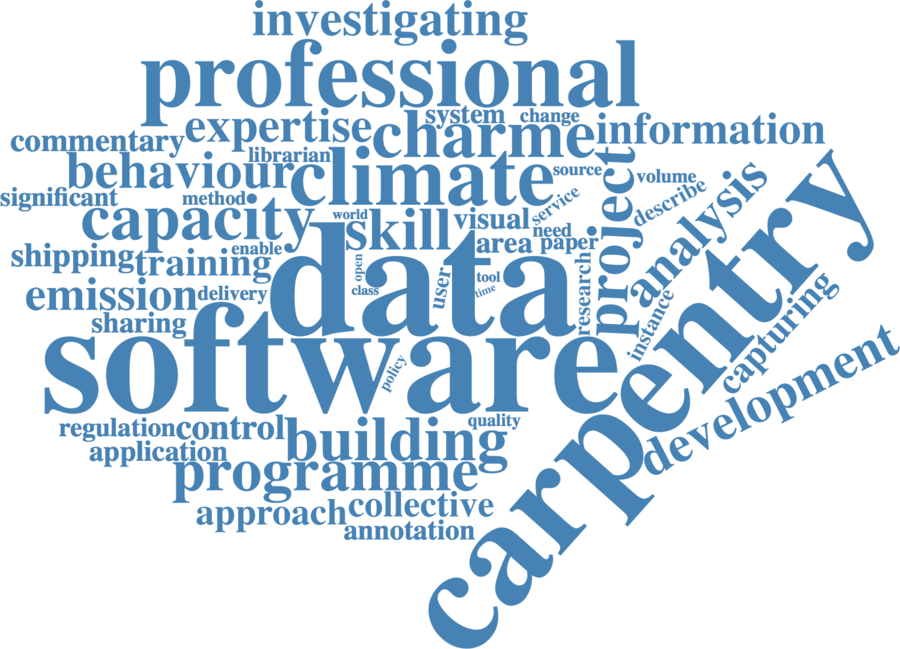 investigating
professional
system
change
expertise
charme
information
commentary
librarian
behaviour
climate
source
volume
project
significant
method
service
describe
analysis
capacity
world
skill
visual
need
area
paper
shipping
training
enable
data
open
class
user
tool
time
research
instance
carpentry
emission
delivery
sharing
software
policy
capturing
development
regulation
control
quality
building
application
programme
approach
collective
annotation